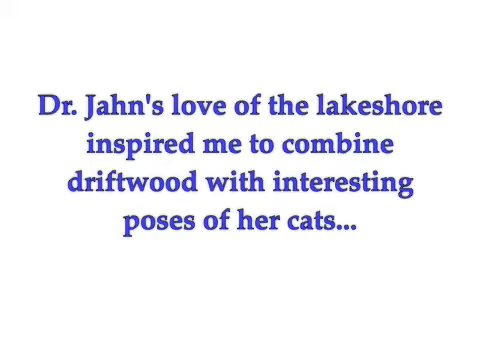 Dr. Jahn's love of the lakeshore
inspired me to combine
driftwood with interesting
poses of her cats...